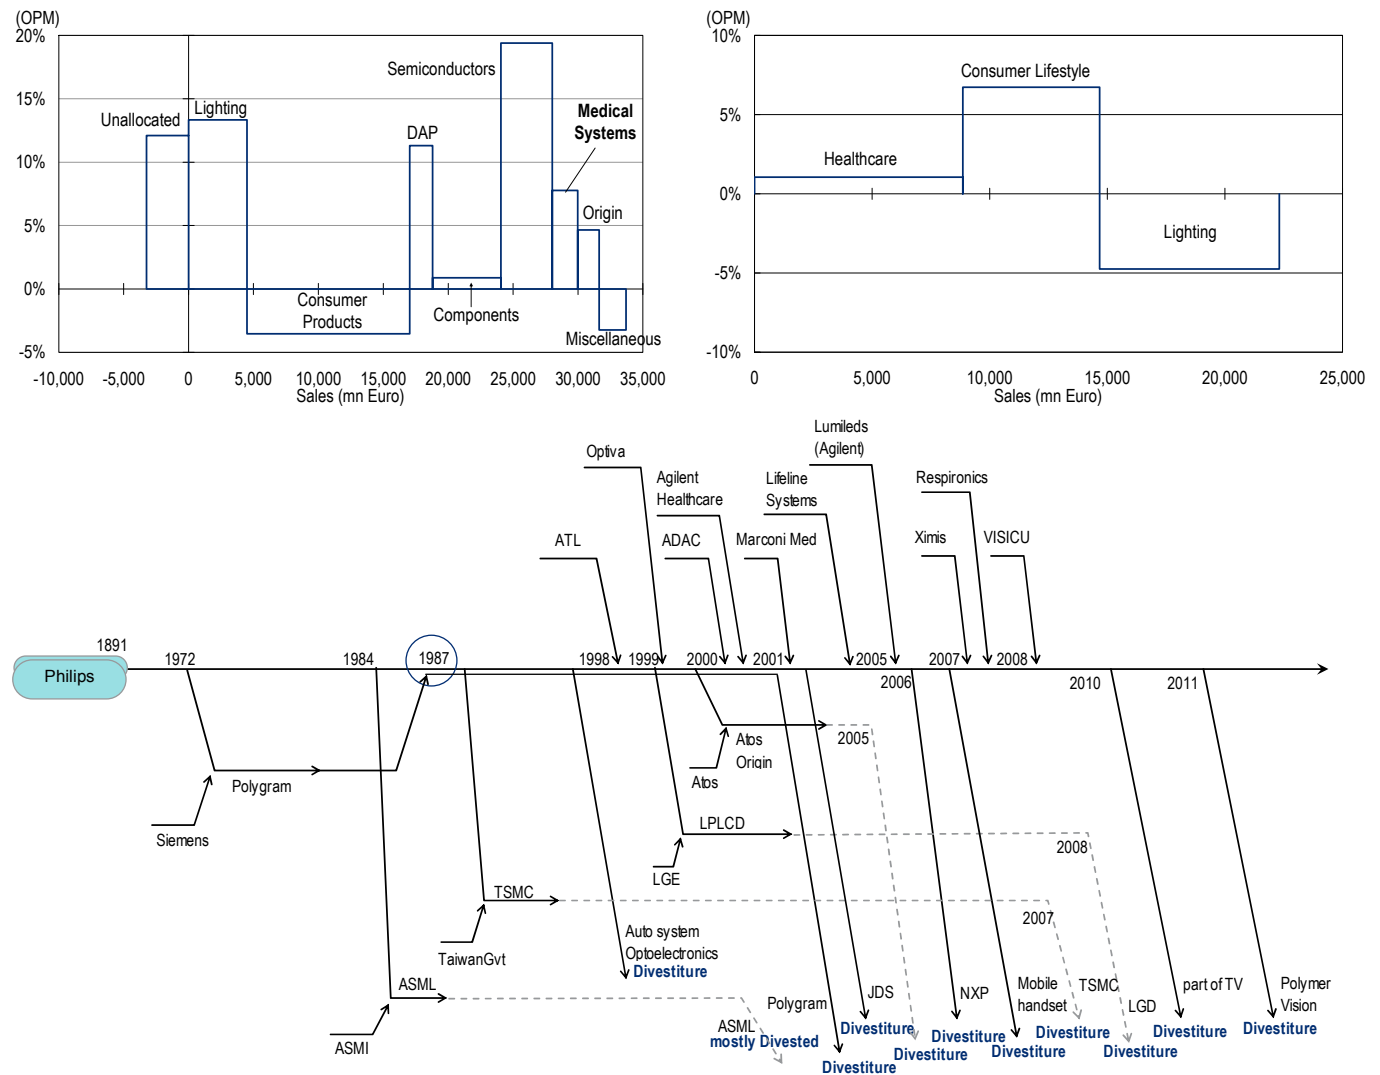 (OPM)
20%
15%
10%
5%
0%
-5%
Unallocated
Lighting
Consumer
Products
DAP
Components
Semiconductors
Medical
Systems
Origin
Miscellaneous
-10,000 -5,000 0 5,000 10,000 15,000 20,000 25,000 30,000 35,000
Sales (mn Euro)
(OPM)
10%
5%
0%
-5%
-10%
Healthcare
Consumer Lifestyle
Lighting
0 5,000 10,000 15,000 20,000 25,000
Sales (mn Euro)
Lumileds
(Agilent)
Optiva
Agilent
Healthcare
Lifeline
Systems
Respironics
ATL
ADAC
Marconi Med
Ximis
VISICU
1891
Philips
1972
1984
1987
1998
1999
2000
2001
2005
2007
2008
2006
2010
2011
Atos
Origin
2005
Atos
Polygram
Siemens
LPLCD
2008
LGE
TSMC
2007
TaiwanGvt
Auto system
Optoelectronics
Divestiture
ASML
ASMI
ASML
mostly Divested
Polygram
Divestiture
JDS
Divestiture
Divestiture
NXP
Divestiture
Mobile
handset
Divestiture
TSMC
Divestiture
LGD
Divestiture
part of TV
Divestiture
Polymer
Vision
Divestiture